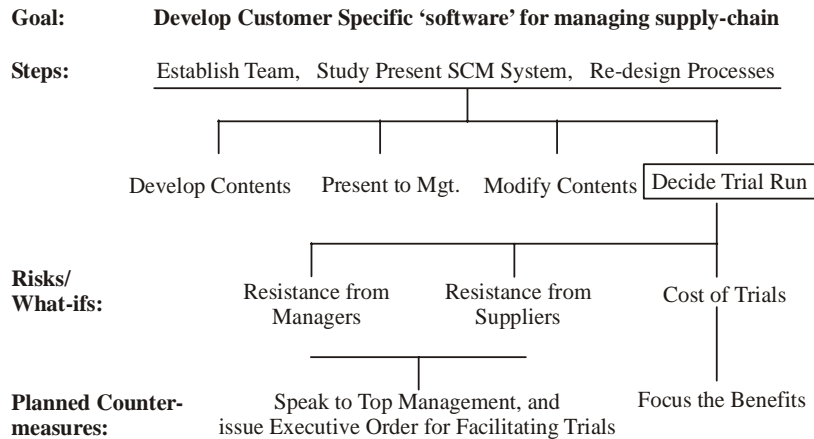 Goal: Develop Customer Specific ‘software’ for managing supply-chain
Steps: Establish Team, Study Present SCM System, Re-design Processes
Develop Contents Present to Mgt. Modify Contents Decide Trial Run
Risks/
What-ifs:
Resistance from
Managers
Resistance from
Suppliers
Cost of Trials
Planned Counter-
measures:
Speak to Top Management, and
issue Executive Order for Facilitating Trials
Focus the Benefits